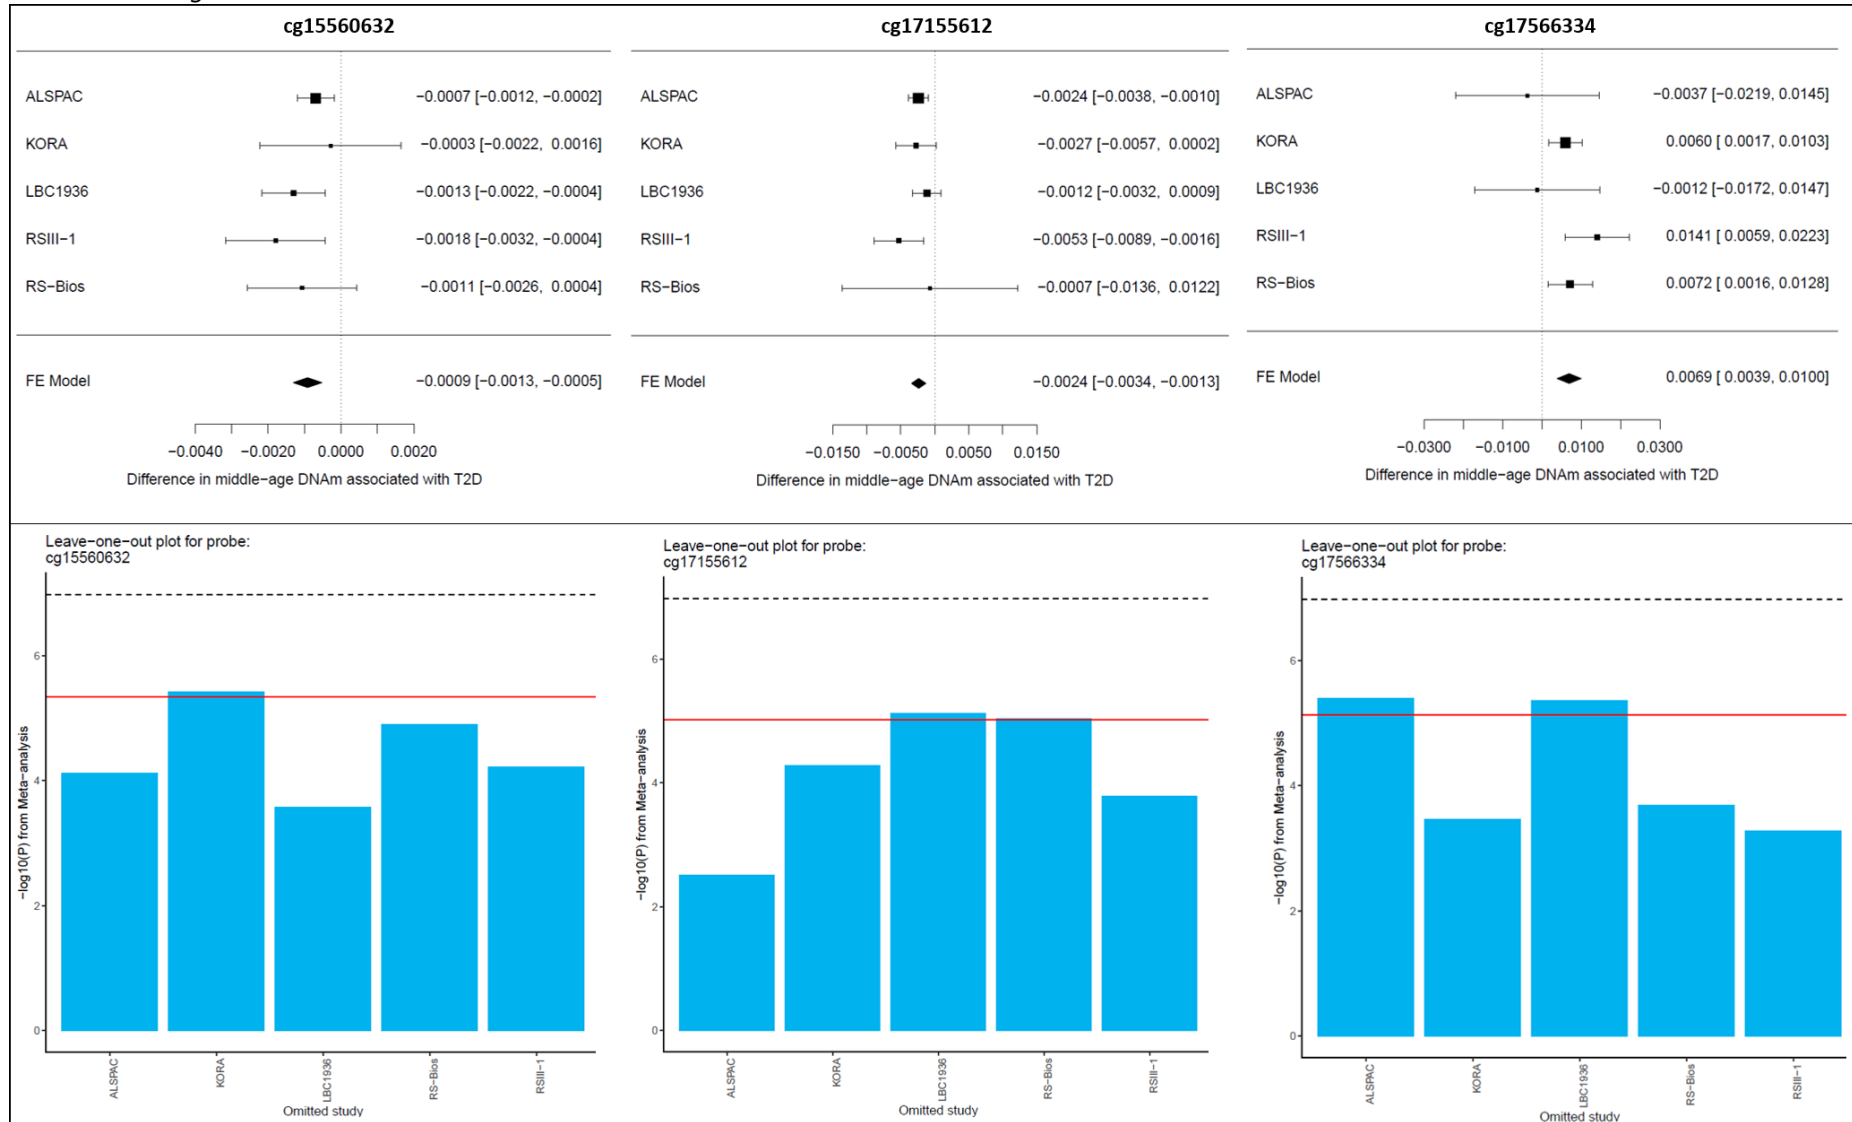 cg15560632
ALSPAC −0.0007 [−0.0012, −0.0002]
KORA −0.0003 [−0.0022, 0.0016]
LBC1936 −0.0013 [−0.0022, −0.0004]
RSIII−1 −0.0018 [−0.0032, −0.0004]
RS−Bios −0.0011 [−0.0026, 0.0004]
FE Model −0.0009 [−0.0013, −0.0005]
−0.0040 −0.0020 0.0000 0.0020
Difference in middle−age DNAm associated with T2D
cg17155612
ALSPAC −0.0024 [−0.0038, −0.0010]
KORA −0.0027 [−0.0057, 0.0002]
LBC1936 −0.0012 [−0.0032, 0.0009]
RSIII−1 −0.0053 [−0.0089, −0.0016]
RS−Bios −0.0007 [−0.0136, 0.0122]
FE Model −0.0024 [−0.0034, −0.0013]
−0.0150 −0.0050 0.0050 0.0150
Difference in middle−age DNAm associated with T2D
cg17566334
ALSPAC −0.0037 [−0.0219, 0.0145]
KORA 0.0060 [ 0.0017, 0.0103]
LBC1936 −0.0012 [−0.0172, 0.0147]
RSIII−1 0.0141 [ 0.0059, 0.0223]
RS−Bios 0.0072 [ 0.0016, 0.0128]
FE Model 0.0069 [ 0.0039, 0.0100]
−0.0300 −0.0100 0.0100 0.0300
Difference in middle−age DNAm associated with T2D
Leave−one−out plot for probe:
cg15560632
−log10(P) from Meta−analysis
6
4
2
0
ALSPAC
KORA
LBC1936
RS−Bios
RSIII−1
Omitted study
Leave−one−out plot for probe:
cg17155612
−log10(P) from Meta−analysis
6
4
2
0
ALSPAC
KORA
LBC1936
RS−Bios
RSIII−1
Omitted study
Leave−one−out plot for probe:
cg17566334
−log10(P) from Meta−analysis
6
4
2
0
ALSPAC
KORA
LBC1936
RS−Bios
RSIII−1
Omitted study